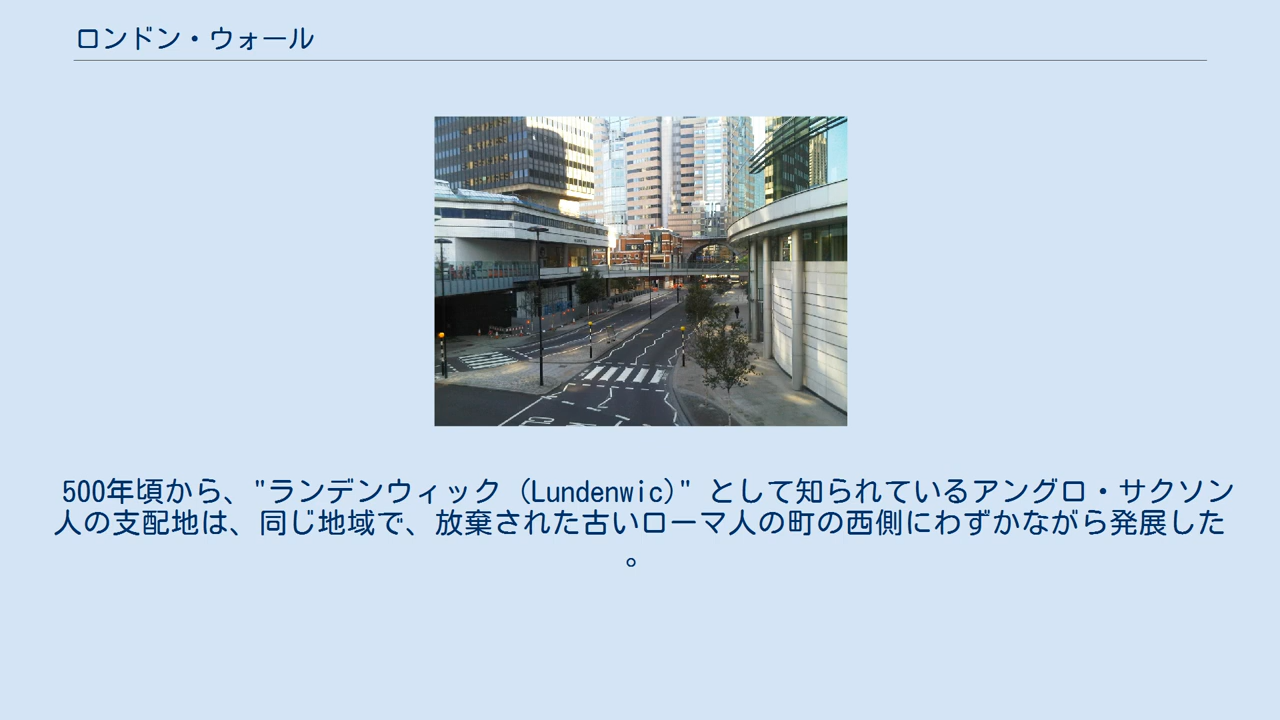 ロンドン・ウォール
500年頃から、"ランデンウィック (Lundenwic)" として知られているアングロ・サクソン
人の支配地は、同じ地域で、放棄された古いローマ人の町の西側にわずかながら発展した
。